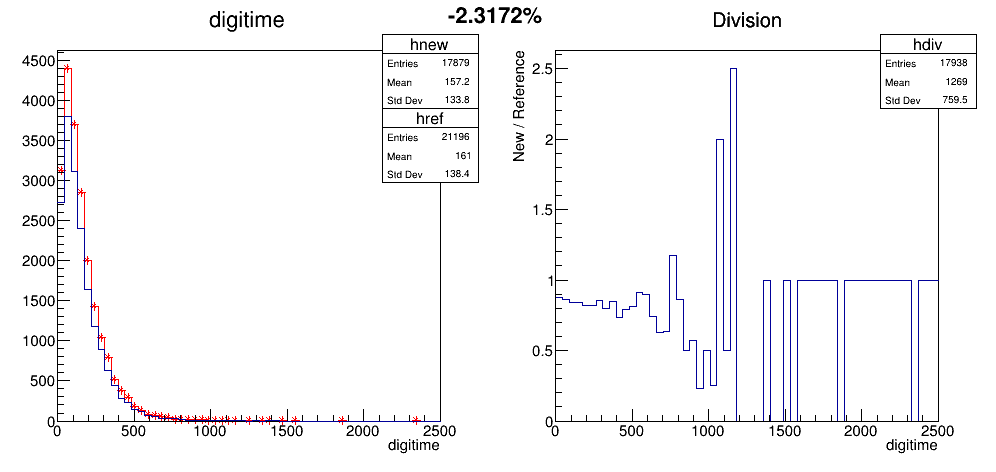 -2.3172%
digitime
hnew
Entries 17879
Mean 157.2
Std Dev 133.8
href
Entries 21196
Mean 161
Std Dev 138.4
4500
4000
3500
3000
2500
2000
1500
1000
500
0
0 500 1000 1500 2000 2500
digitime
Division
hdiv
Entries 17938
Mean 1269
Std Dev 759.5
New / Reference
2.5
2
1.5
1
0.5
0
0 500 1000 1500 2000 2500
digitime